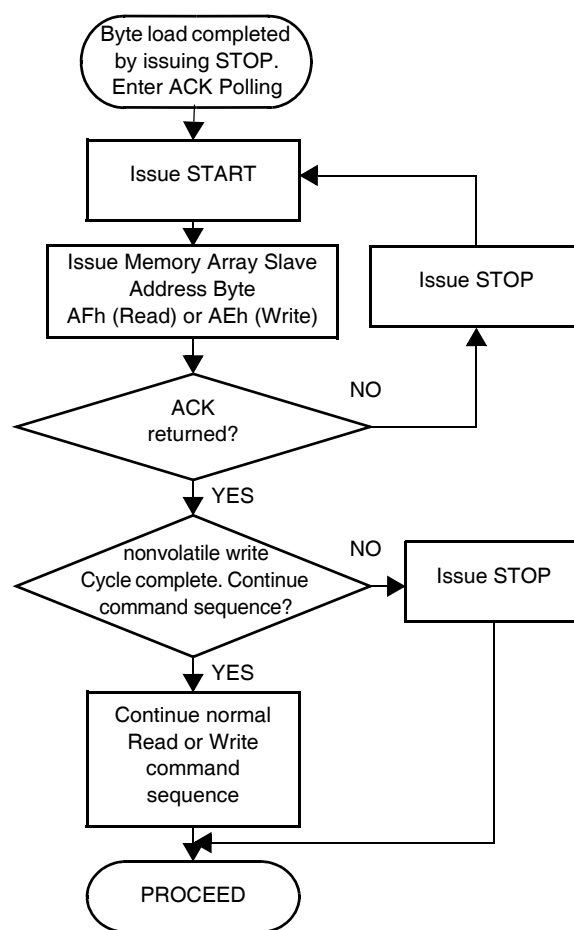 Byte load completed
by issuing STOP.
Enter ACK Polling
Issue START
Issue Memory Array Slave
Address Byte
AFh (Read) or AEh (Write)
Issue STOP
ACK
returned?
NO
YES
nonvolatile write
Cycle complete. Continue
command sequence?
NO
Issue STOP
YES
Continue normal
Read or Write
command
sequence
PROCEED